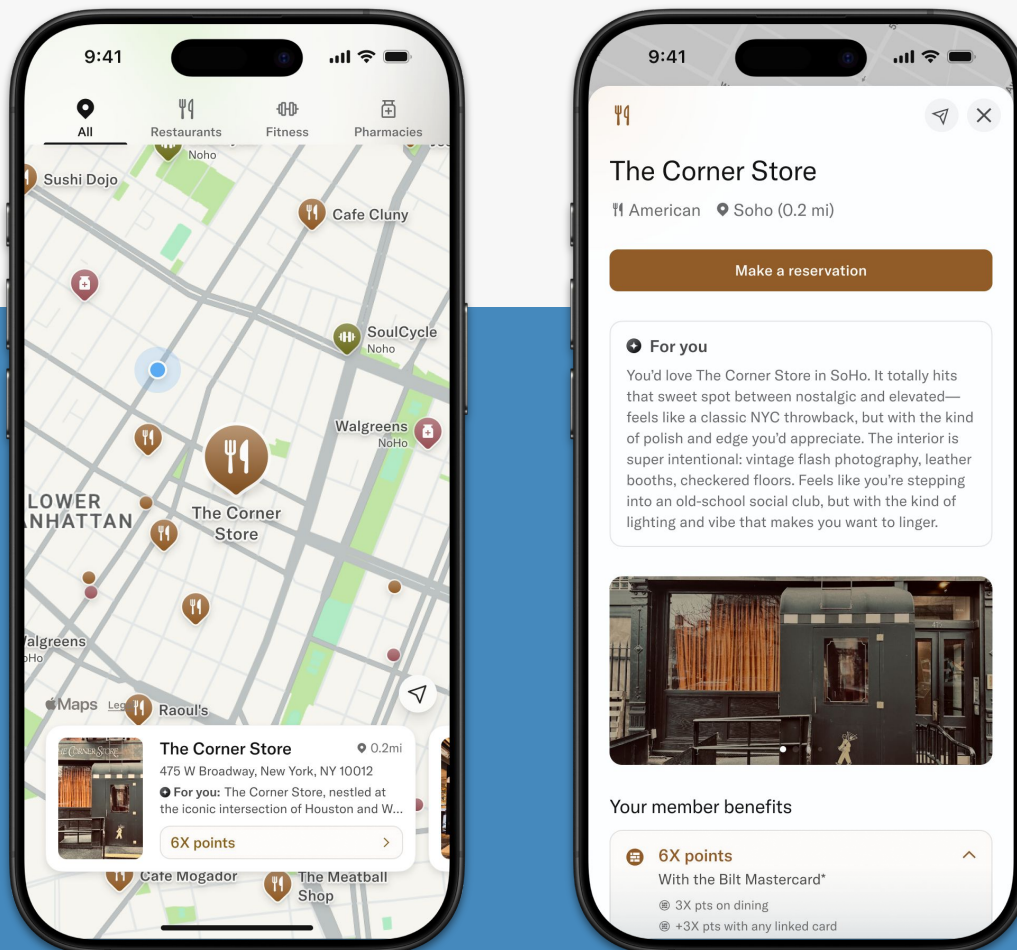 9:41
All
Restaurants
Fitness
Pharmacies
Noho
Sushi Dojo
Cafe Cluny
SoulCycle
Noho
Walgreens
NoHo
LOWER
ANHATTAN
The Corner
Store
algreens
oHo
Maps
Leg
Raoul's
The Corner Store
0.2mi
475 W Broadway, New York, NY 10012
For you: The Corner Store, nestled at
the iconic intersection of Houston and W...
6X points
Cafe Mogador
The Meatball
Shop
9:41
The Corner Store
American
Soho (0.2 mi)
Make a reservation
For you
You'd love The Corner Store in SoHo. It totally hits
that sweet spot between nostalgic and elevated—
feels like a classic NYC throwback, but with the kind
of polish and edge you'd appreciate. The interior is
super intentional: vintage flash photography, leather
booths, checkered floors. Feels like you're stepping
into an old-school social club, but with the kind of
lighting and vibe that makes you want to linger.
Your member benefits
6X points
With the Bilt Mastercard*
3X pts on dining
+3X pts with any linked card